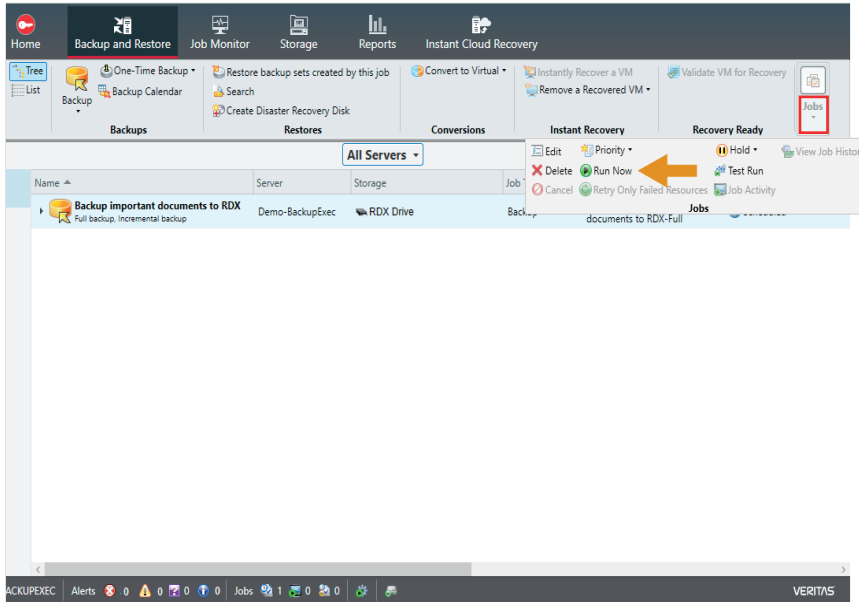 Home Backup and Restore Job Monitor Storage Reports Instant Cloud Recovery
Tree One-Time Backup Restore backup sets created by this job Convert to Virtual Instantly Recover a VM Validate VM for Recovery
List Backup Calendar Search Remove a Recovered VM
Backup Create Disaster Recovery Disk Jobs
Backups Restores Conversions Instant Recovery Recovery Ready
All Servers Edit Priority Hold View Job Histor
Delete Run Now Test Run
Name Server Storage Job Cancel Retry Only Failed Resources Job Activity
Jobs
Backup important documents to RDX Demo-BackupExec RDX Drive Backup
Full backup, Incremental backup documents to RDX-Full Scheduled
ACKUPEXEC Alerts 0 0 0 0 Jobs 1 0 0 VERITAS